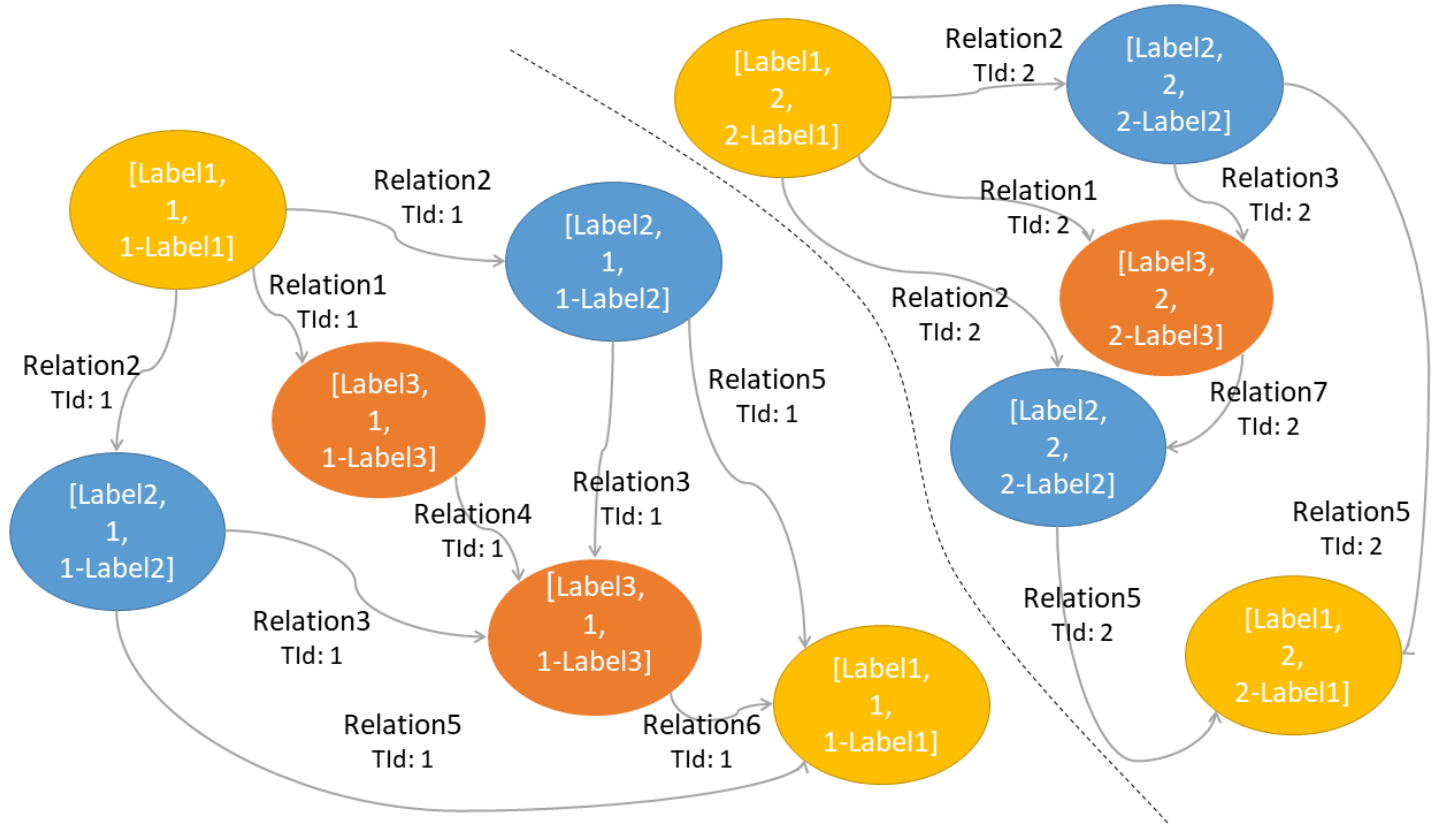 [Label1,
1,
1-Label1]
Relation2
TId: 1
[Label2,
1,
1-Label2]
Relation1
TId: 1
Relation2
TId: 1
[Label3,
1,
1-Label3]
Relation5
TId: 1
[Label2,
1,
1-Label2]
Relation4
TId: 1
Relation3
TId: 1
[Label3,
1,
1-Label3]
Relation3
TId: 1
[Label1,
1,
1-Label1]
Relation5
TId: 1
Relation6
TId: 1
[Label1,
2,
2-Label1]
Relation2
TId: 2
[Label2,
2,
2-Label2]
Relation1
TId: 2
Relation3
TId: 2
[Label3,
2,
2-Label3]
Relation2
TId: 2
Relation7
TId: 2
[Label2,
2,
2-Label2]
Relation5
TId: 2
Relation5
TId: 2
[Label1,
2,
2-Label1]